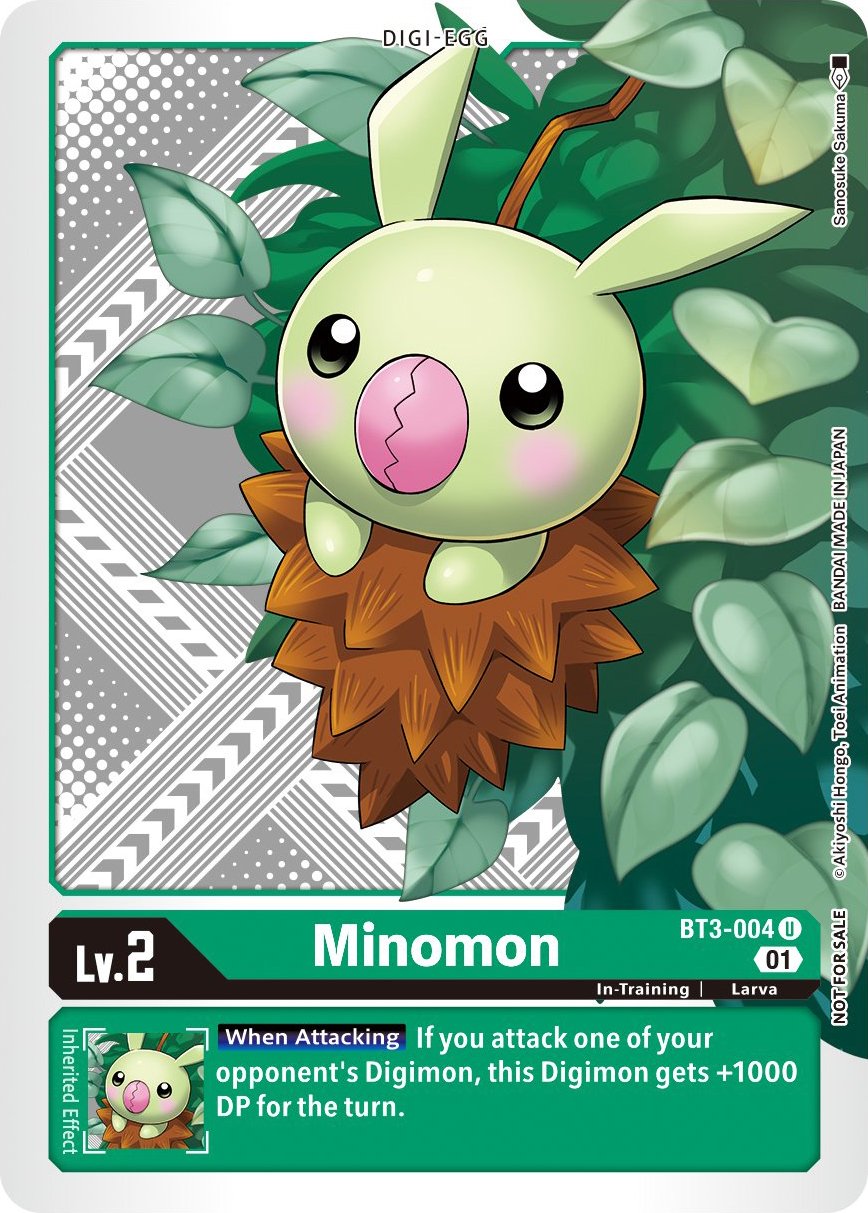 DIGI-EGG
Sanosuke Sakuma
©Akiyoshi Hongo, Toei Animation BANDAI MADE IN JAPAN
NOT FOR SALE
Lv.2
Minomon
BT3-004 U
01
In-Training | Larva
Inherited Effect
When Attacking If you attack one of your
opponent's Digimon, this Digimon gets +1000
DP for the turn.